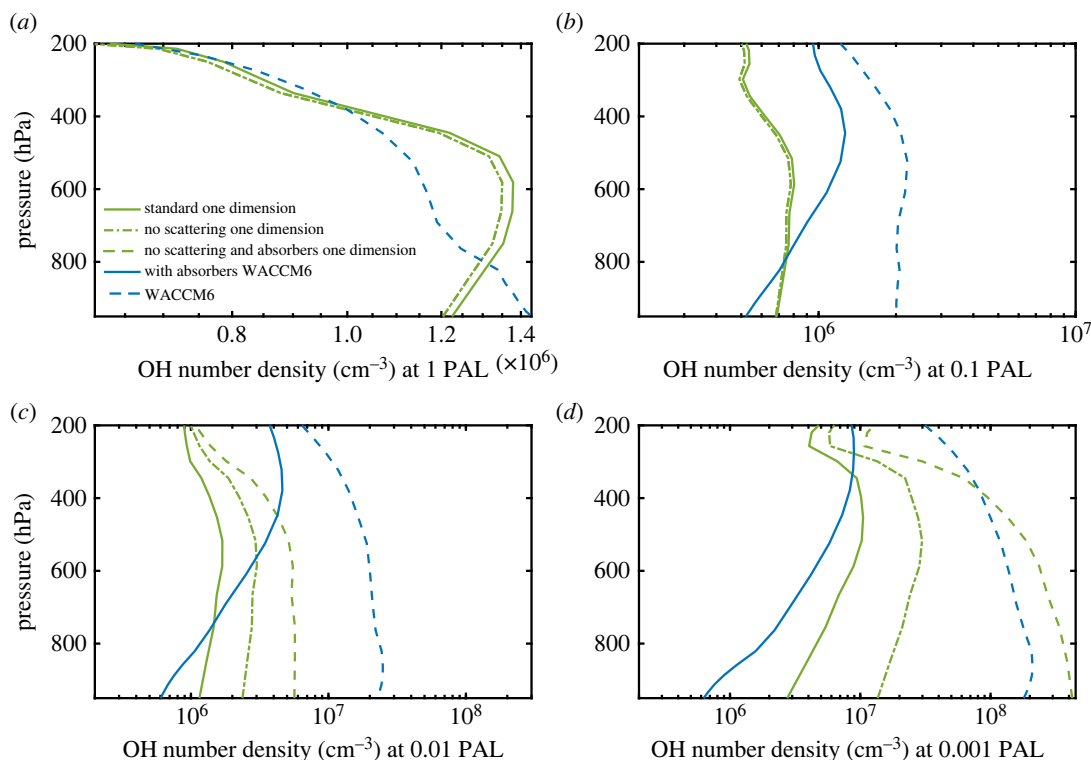 (a)
200
400
600
800
pressure (hPa)
standard one dimension
no scattering one dimension
no scattering and absorbers one dimension
with absorbers WACCM6
WACCM6
0.8 1.0 1.2 1.4
OH number density (cm⁻³) at 1 PAL (×10⁶)
(b)
200
400
600
800
10⁶ 10⁷
OH number density (cm⁻³) at 0.1 PAL
(c)
200
400
600
800
pressure (hPa)
10⁶ 10⁷ 10⁸
OH number density (cm⁻³) at 0.01 PAL
(d)
200
400
600
800
10⁶ 10⁷ 10⁸
OH number density (cm⁻³) at 0.001 PAL